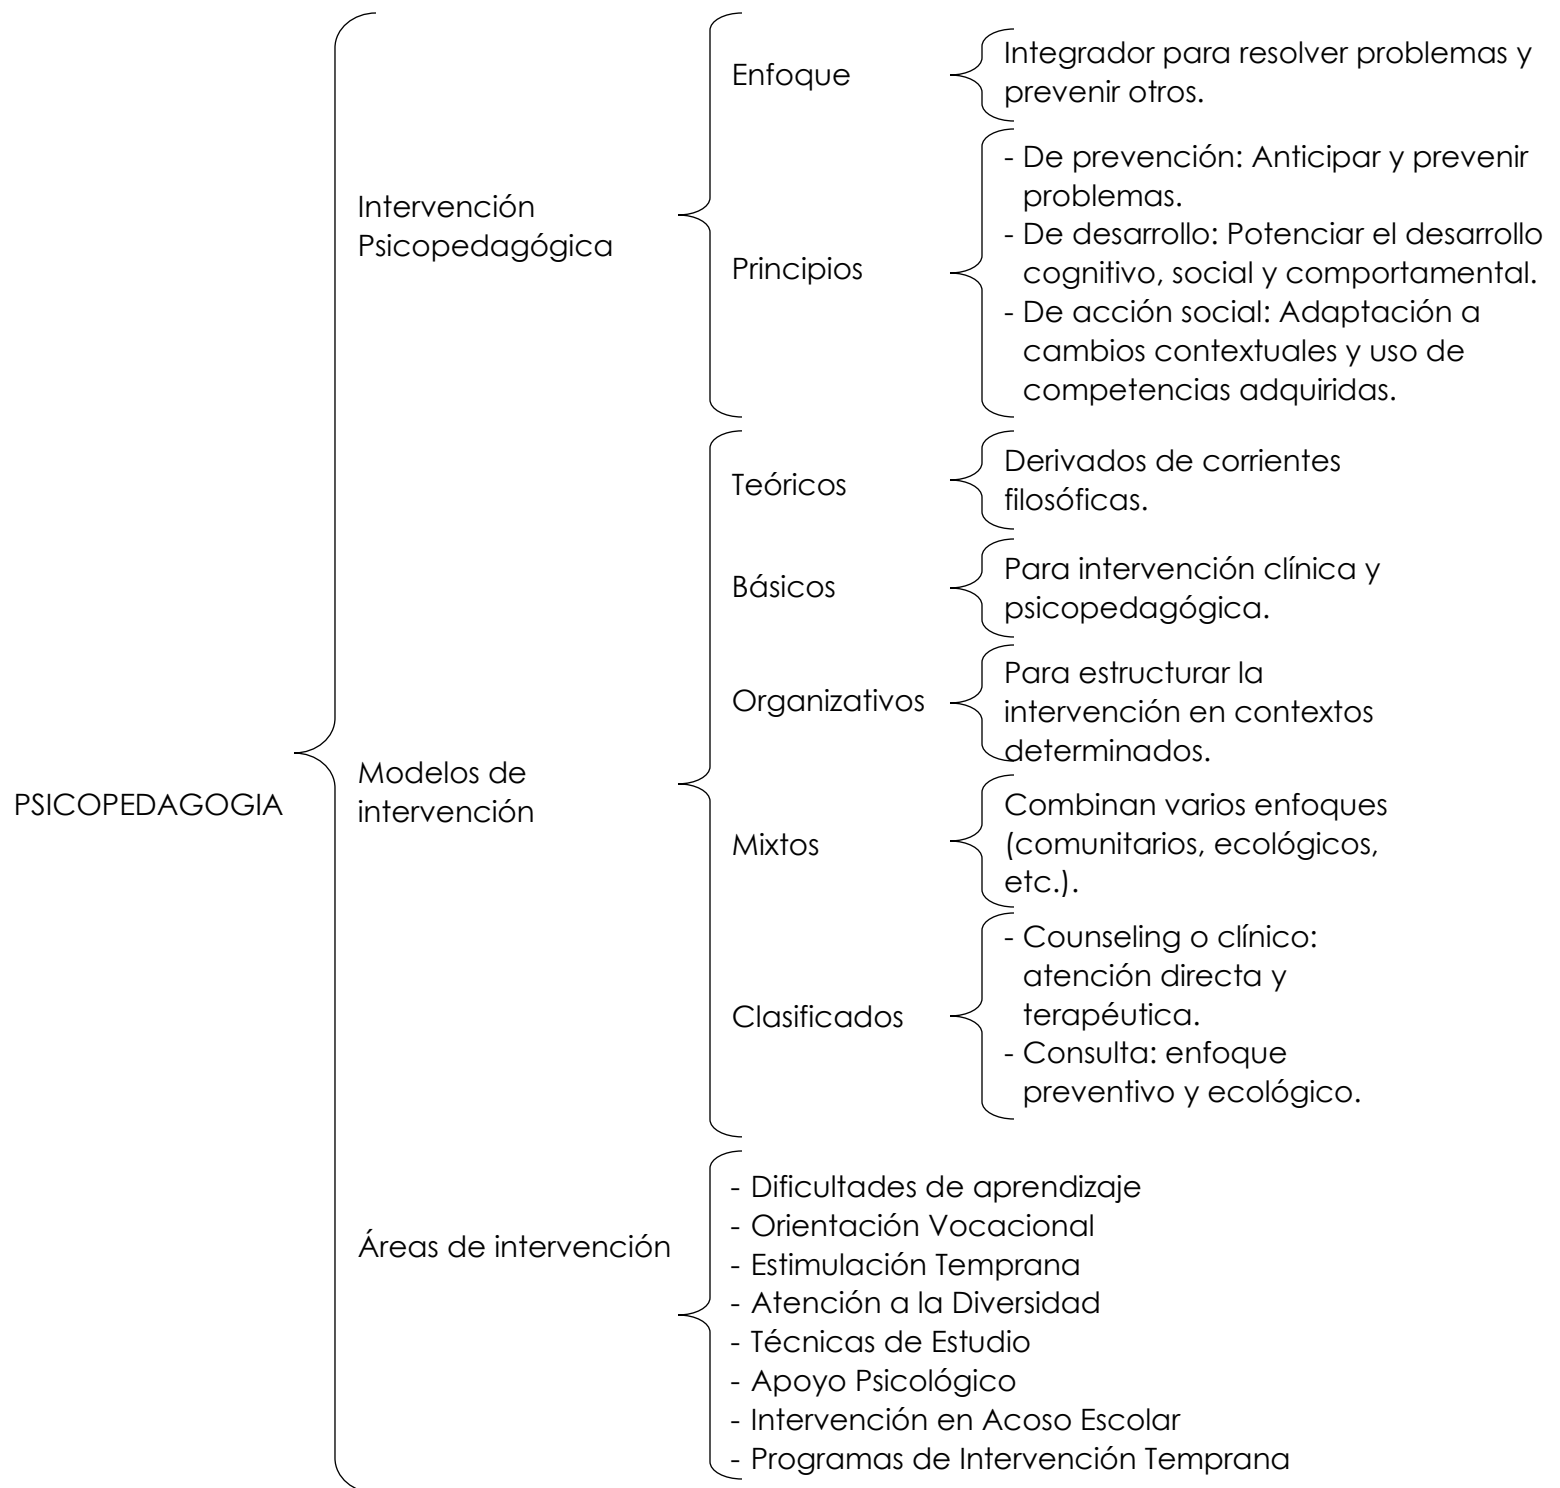 PSICOPEDAGOGIA
Intervención
Psicopedagógica
Enfoque
Integrador para resolver problemas y
prevenir otros.
Principios
- De prevención: Anticipar y prevenir
problemas.
- De desarrollo: Potenciar el desarrollo
cognitivo, social y comportamental.
- De acción social: Adaptación a
cambios contextuales y uso de
competencias adquiridas.
Modelos de
intervención
Teóricos
Derivados de corrientes
filosóficas.
Básicos
Para intervención clínica y
psicopedagógica.
Organizativos
Para estructurar la
intervención en contextos
determinados.
Mixtos
Combinan varios enfoques
(comunitarios, ecológicos,
etc.).
Clasificados
- Counseling o clínico:
atención directa y
terapéutica.
- Consulta: enfoque
preventivo y ecológico.
Áreas de intervención
- Dificultades de aprendizaje
- Orientación Vocacional
- Estimulación Temprana
- Atención a la Diversidad
- Técnicas de Estudio
- Apoyo Psicológico
- Intervención en Acoso Escolar
- Programas de Intervención Temprana